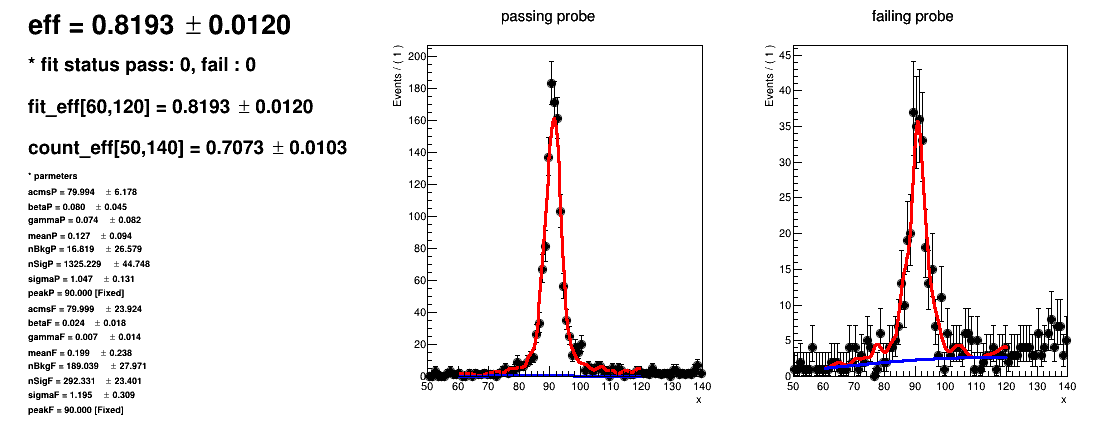 eff = 0.8193 ± 0.0120
* fit status pass: 0, fail : 0
fit_eff[60,120] = 0.8193 ± 0.0120
count_eff[50,140] = 0.7073 ± 0.0103
* parmeters
acmsP = 79.994 ± 6.178
betaP = 0.080 ± 0.045
gammaP = 0.074 ± 0.082
meanP = 0.127 ± 0.094
nBkgP = 16.819 ± 26.579
nSigP = 1325.229 ± 44.748
sigmaP = 1.047 ± 0.131
peakP = 90.000 [Fixed]
acmsF = 79.999 ± 23.924
betaF = 0.024 ± 0.018
gammaF = 0.007 ± 0.014
meanF = 0.199 ± 0.238
nBkgF = 189.039 ± 27.971
nSigF = 292.331 ± 23.401
sigmaF = 1.195 ± 0.309
peakF = 90.000 [Fixed]
passing probe
Events / ( 1 )
200
180
160
140
120
100
80
60
40
20
0
50 60 70 80 90 100 110 120 130 140
x
failing probe
Events / ( 1 )
45
40
35
30
25
20
15
10
5
0
50 60 70 80 90 100 110 120 130 140
x